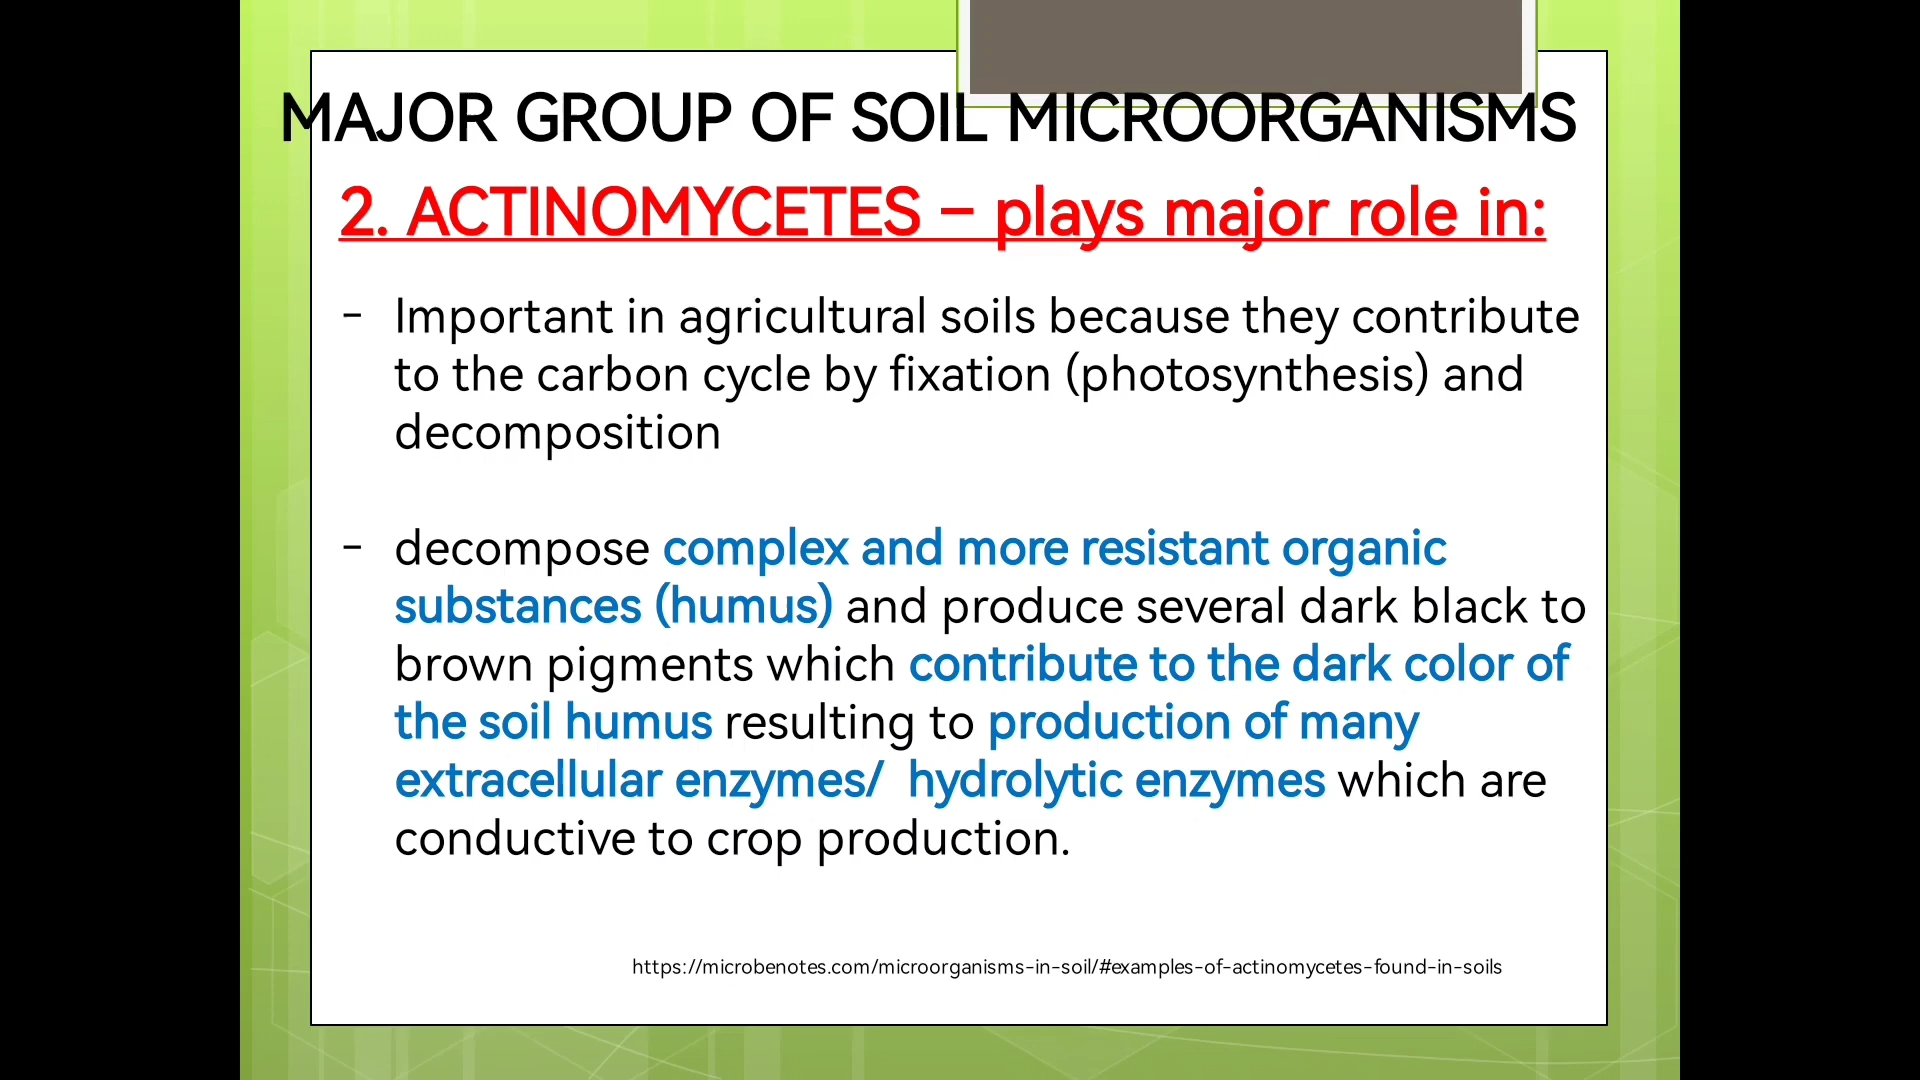 MAJOR GROUP OF SOIL MICROORGANISMS
2. ACTINOMYCETES – plays major role in:
- Important in agricultural soils because they contribute
to the carbon cycle by fixation (photosynthesis) and
decomposition
- decompose complex and more resistant organic
substances (humus) and produce several dark black to
brown pigments which contribute to the dark color of
the soil humus resulting to production of many
extracellular enzymes/  hydrolytic enzymes which are
conductive to crop production.
https://microbenotes.com/microorganisms-in-soil/#examples-of-actinomycetes-found-in-soils